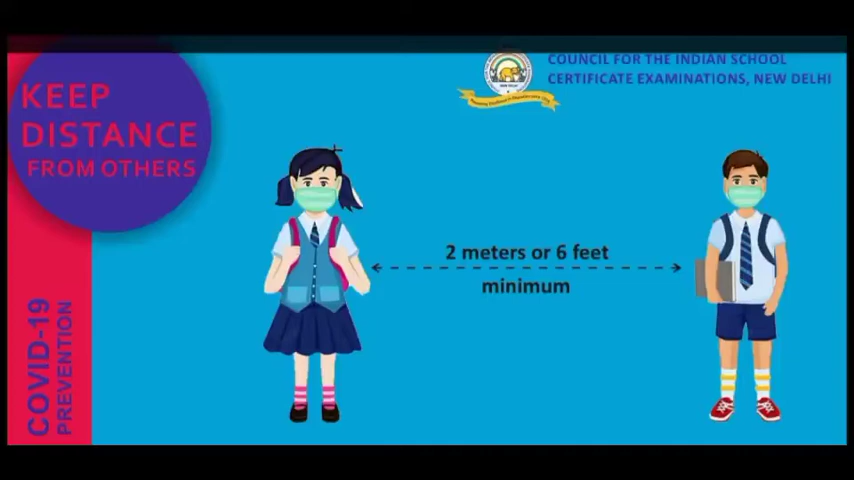 KEEP
DISTANCE
FROM OTHERS
COUNCIL FOR THE INDIAN SCHOOL
CERTIFICATE EXAMINATIONS, NEW DELHI
2 meters or 6 feet
minimum
COVID-19
PREVENTION